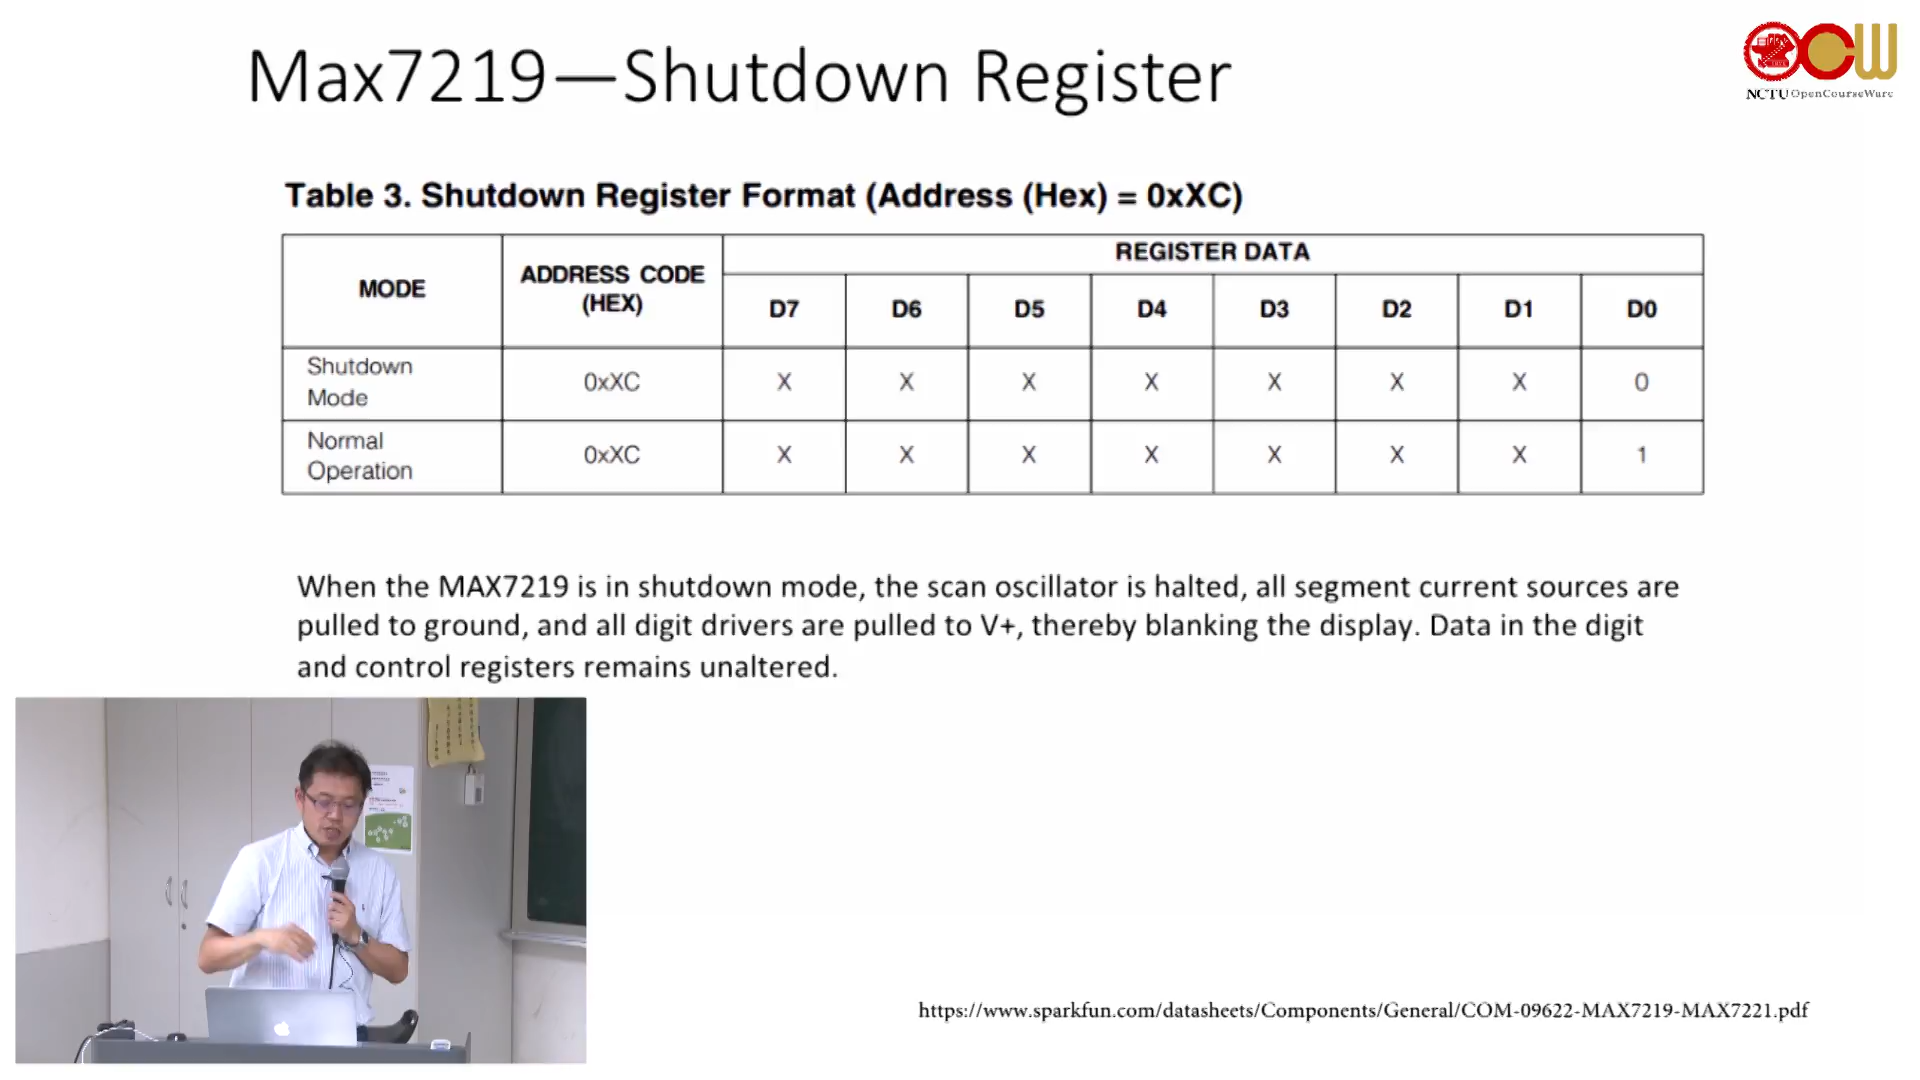 Max7219—Shutdown Register
NCTU OpenCourseWare
Table 3. Shutdown Register Format (Address (Hex) = 0xXC)
MODE ADDRESS CODE (HEX) REGISTER DATA
D7 D6 D5 D4 D3 D2 D1 D0
Shutdown Mode 0xXC X X X X X X X 0
Normal Operation 0xXC X X X X X X X 1
When the MAX7219 is in shutdown mode, the scan oscillator is halted, all segment current sources are
pulled to ground, and all digit drivers are pulled to V+, thereby blanking the display. Data in the digit
and control registers remains unaltered.
https://www.sparkfun.com/datasheets/Components/General/COM-09622-MAX7219-MAX7221.pdf